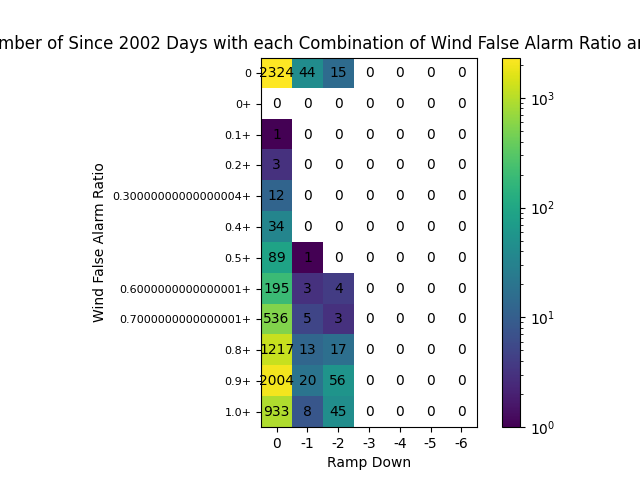 mber of Since 2002 Days with each Combination of Wind False Alarm Ratio a
0 2324 44 15 0 0 0 0
0+ 0 0 0 0 0 0 0
0.1+ 1 0 0 0 0 0 0
0.2+ 3 0 0 0 0 0 0
0.30000000000000004+ 12 0 0 0 0 0 0
0.4+ 34 0 0 0 0 0 0
0.5+ 89 1 0 0 0 0 0
0.6000000000000001+ 195 3 4 0 0 0 0
0.7000000000000001+ 536 5 3 0 0 0 0
0.8+ 1217 13 17 0 0 0 0
0.9+ 2004 20 56 0 0 0 0
1.0+ 933 8 45 0 0 0 0
0 -1 -2 -3 -4 -5 -6
Ramp Down
Wind False Alarm Ratio
10³
10²
10¹
10⁰